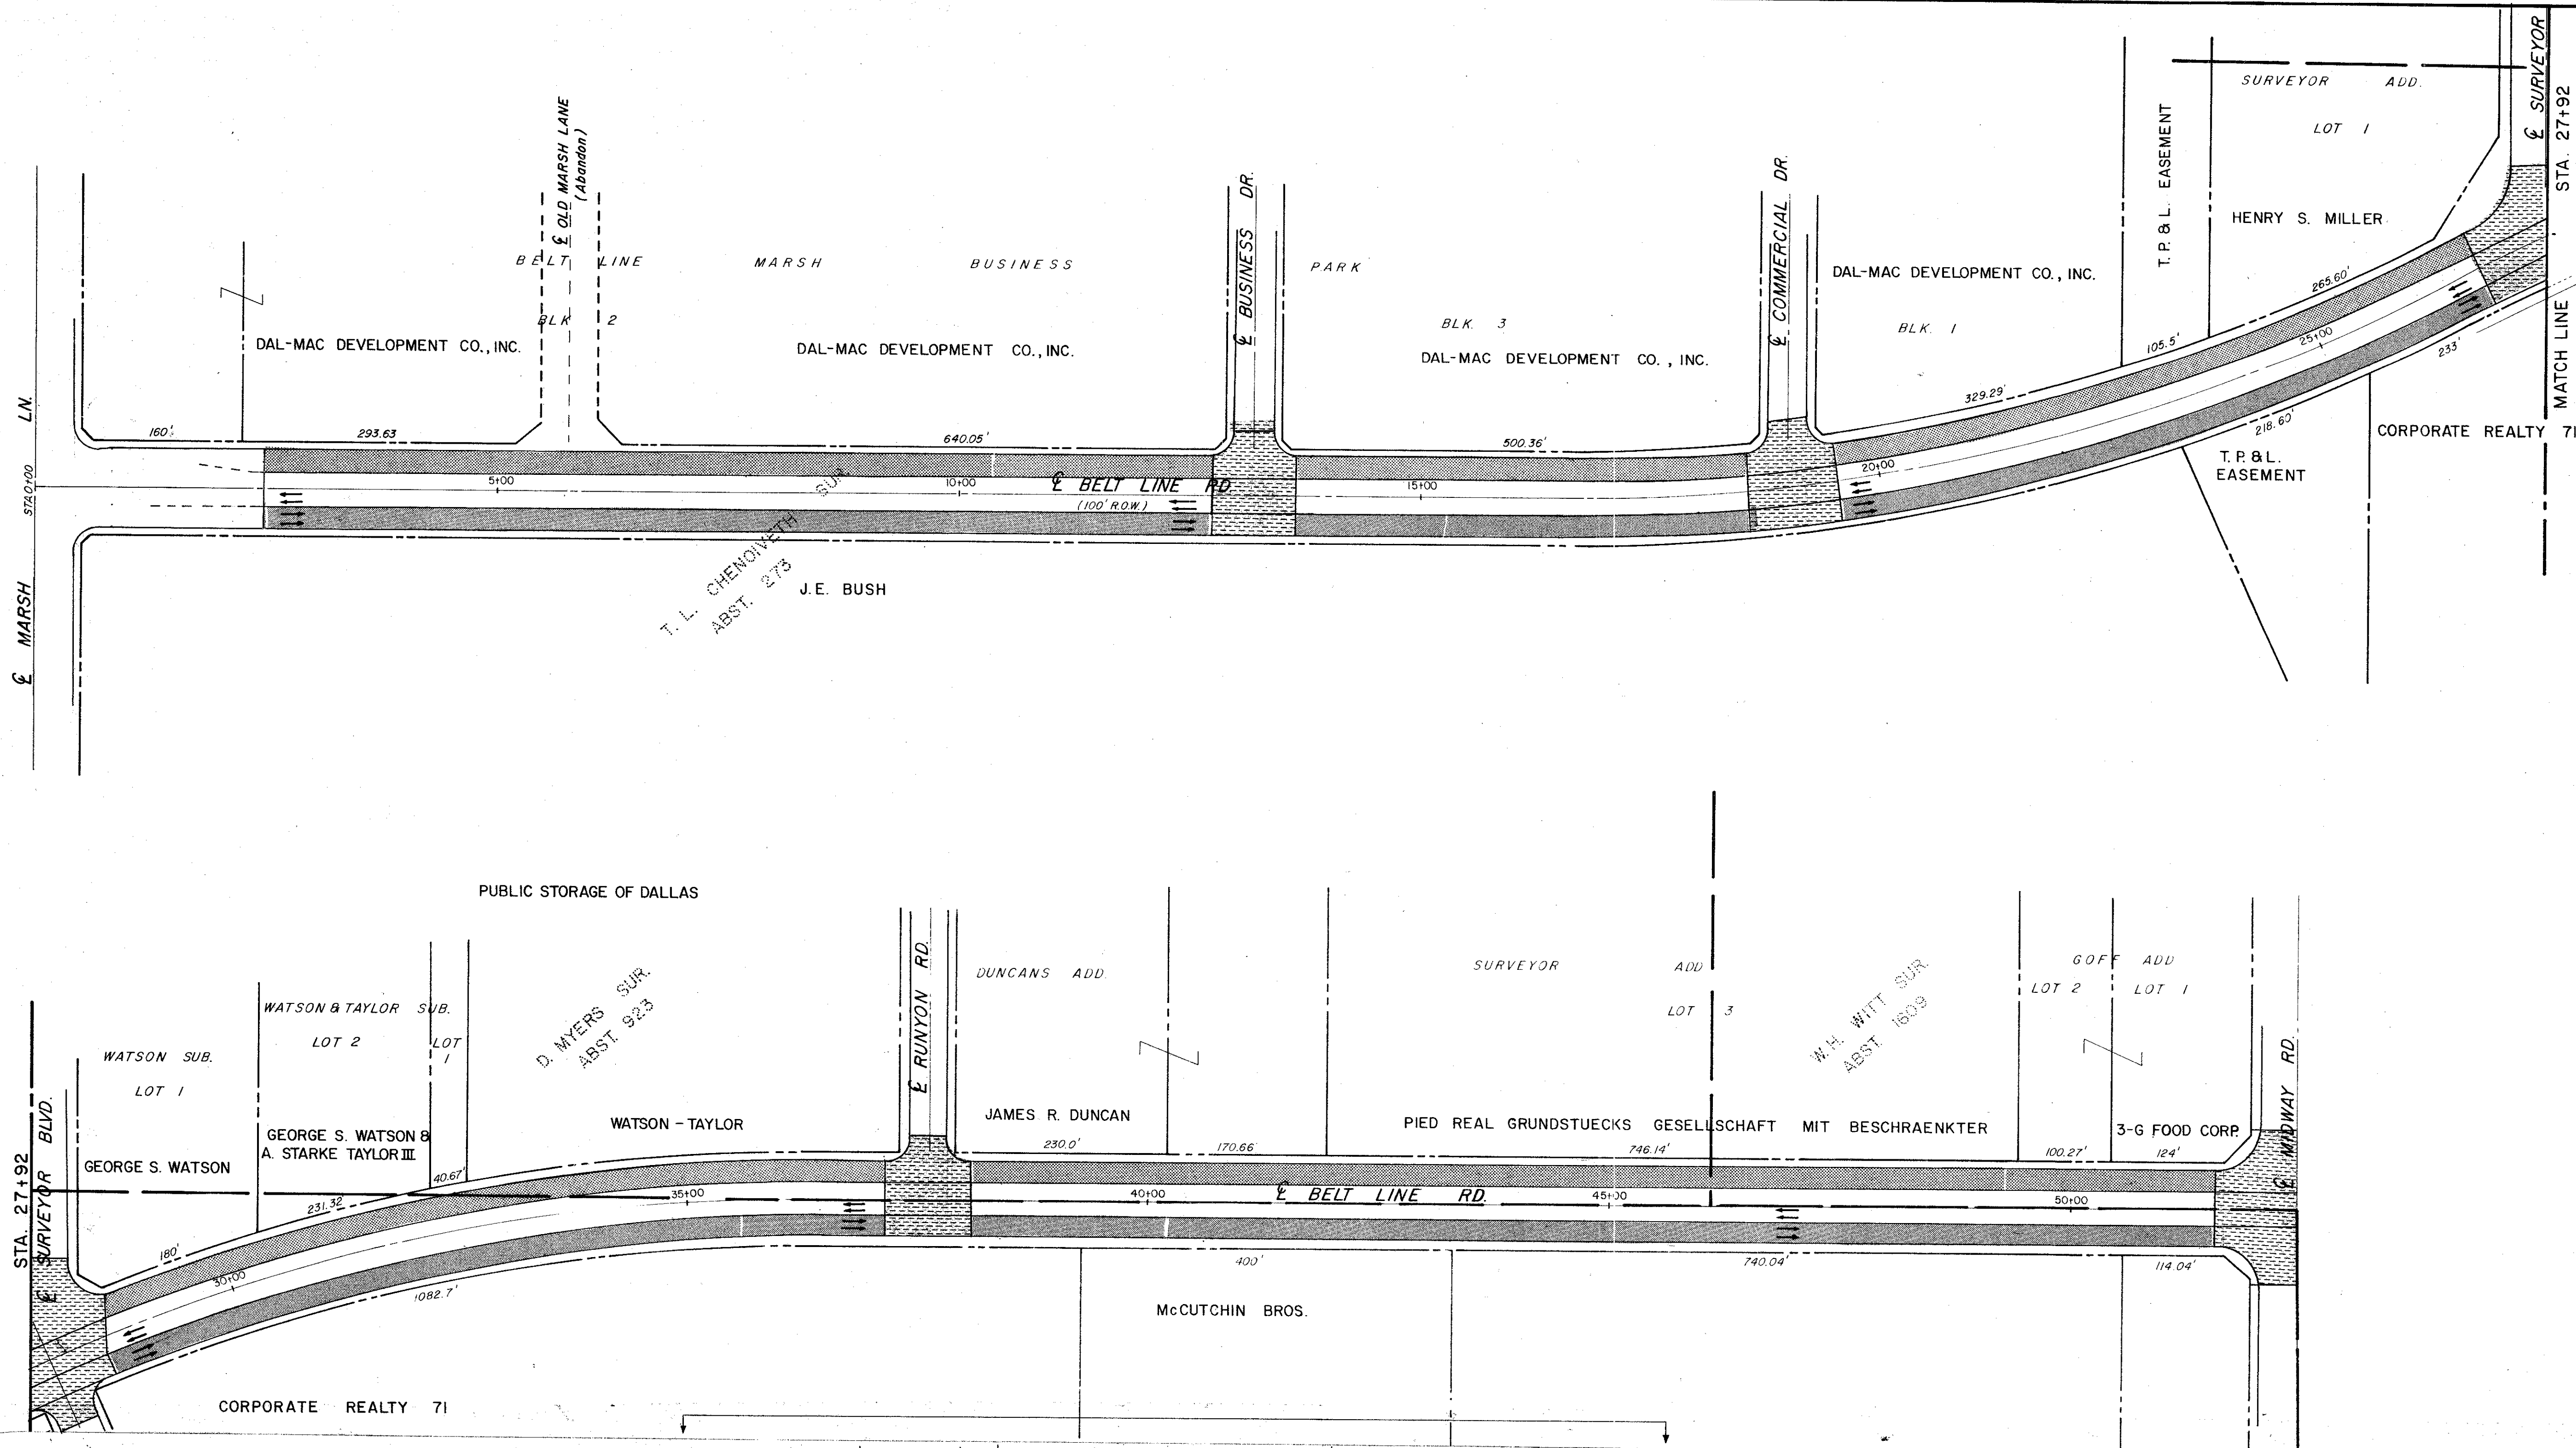 ℄ OLD MARSH LANE
(Abandon)
BELT LINE MARSH BUSINESS PARK
BLK 2
DAL-MAC DEVELOPMENT CO., INC.
DAL-MAC DEVELOPMENT CO., INC.
℄ BUSINESS DR.
BLK. 3
DAL-MAC DEVELOPMENT CO., INC.
℄ COMMERCIAL DR.
DAL-MAC DEVELOPMENT CO., INC.
BLK. 1
T. P. & L. EASEMENT
SURVEYOR ADD.
LOT 1
HENRY S. MILLER
℄ SURVEYOR
MATCH LINE STA. 27+92
℄ MARSH LN.
STA.0+00
160'
293.63
640.05'
500.36'
329.29'
105.5'
265.60'
5+00
10+00
℄ BELT LINE RD
(100' R.O.W.)
15+00
20+00
25+00
233'
218.60'
CORPORATE REALTY 71
T. P. & L.
EASEMENT
T. L. CHENOIVETH SUR.
ABST. 273
J. E. BUSH
PUBLIC STORAGE OF DALLAS
STA. 27+92
℄ SURVEYOR BLVD.
WATSON SUB.
LOT 1
GEORGE S. WATSON
WATSON & TAYLOR SUB.
LOT 2
LOT
1
GEORGE S. WATSON &
A. STARKE TAYLOR III
D. MYERS SUR.
ABST. 923
WATSON - TAYLOR
℄ RUNYON RD.
DUNCANS ADD.
JAMES R. DUNCAN
SURVEYOR ADD
LOT 3
W. H. WITT SUR.
ABST. 1609
PIED REAL GRUNDSTUECKS GESELLSCHAFT MIT BESCHRAENKTER
GOFF ADD
LOT 2
LOT 1
3-G FOOD CORP.
℄ MIDWAY RD.
180'
231.32
40.67'
230.0'
170.66
746.14'
100.27'
124'
30+00
35+00
40+00
℄ BELT LINE RD.
45+00
50+00
1082.7'
400'
740.04'
114.04'
McCUTCHIN BROS.
CORPORATE REALTY 71